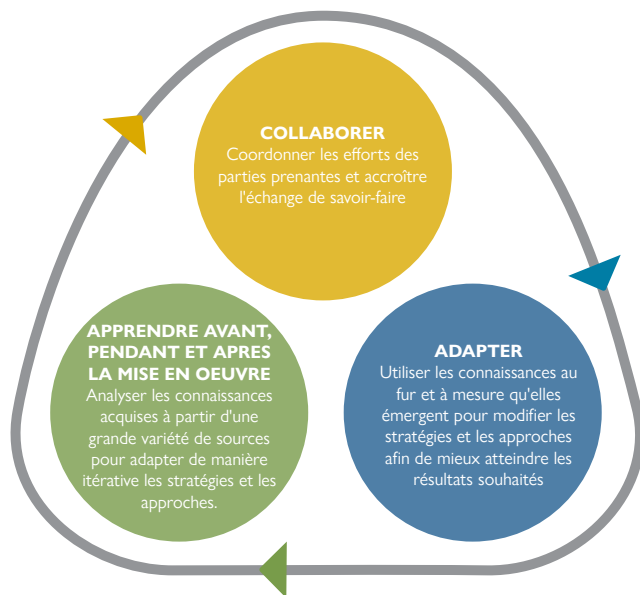 COLLABORER
Coordonner les efforts des
parties prenantes et accroître
l'échange de savoir-faire
APPRENDRE AVANT,
PENDANT ET APRES
LA MISE EN OEUVRE
Analyser les connaissances
acquises à partir d'une
grande variété de sources
pour adapter de manière
itérative les stratégies et les
approches.
ADAPTER
Utiliser les connaissances au
fur et à mesure qu'elles
émergent pour modifier les
stratégies et les approches
afin de mieux atteindre les
résultats souhaités